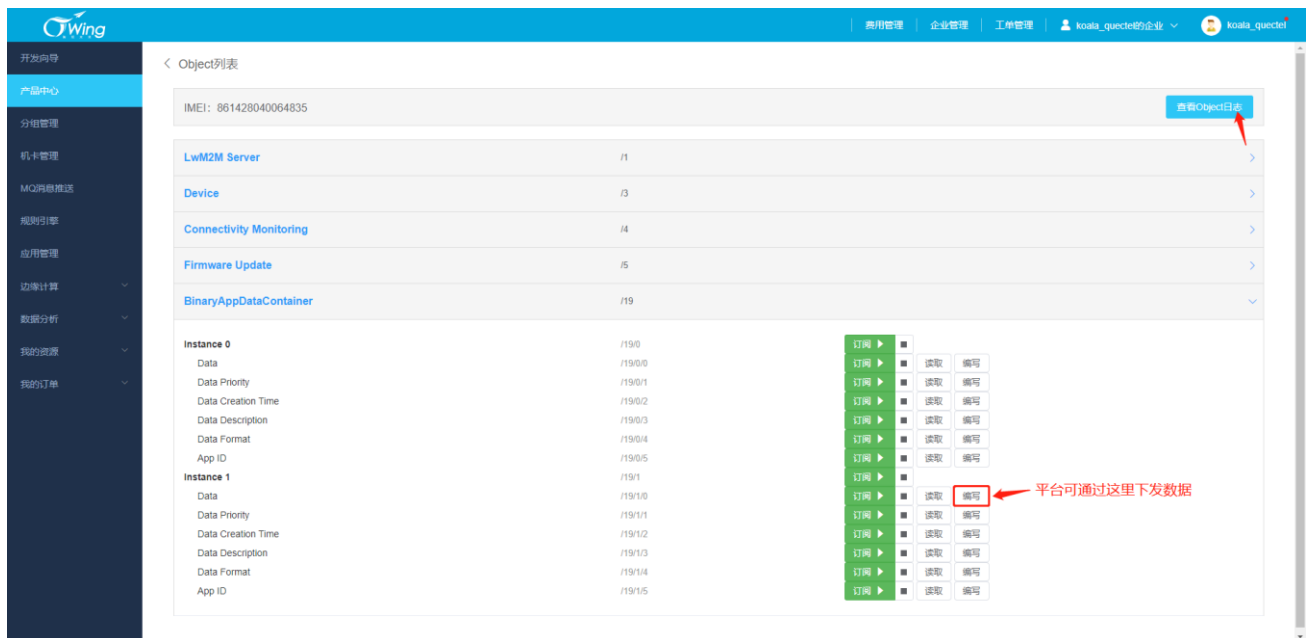 CTWing 费用管理 企业管理 工单管理 koala_quectel的企业 koala_quectel
开发向导
产品中心
分组管理
机卡管理
MQ消息推送
规则引擎
应用管理
边缘计算
数据分析
我的资源
我的订单
Object列表
IMEI: 861428040064835 查看Object日志
LwM2M Server /1
Device /3
Connectivity Monitoring /4
Firmware Update /5
BinaryAppDataContainer /19
Instance 0 /19/0 订阅
Data /19/0/0 订阅 读取 编写
Data Priority /19/0/1 订阅 读取 编写
Data Creation Time /19/0/2 订阅 读取 编写
Data Description /19/0/3 订阅 读取 编写
Data Format /19/0/4 订阅 读取 编写
App ID /19/0/5 订阅 读取 编写
Instance 1 /19/1 订阅
Data /19/1/0 订阅 读取 编写 平台可通过这里下发数据
Data Priority /19/1/1 订阅 读取 编写
Data Creation Time /19/1/2 订阅 读取 编写
Data Description /19/1/3 订阅 读取 编写
Data Format /19/1/4 订阅 读取 编写
App ID /19/1/5 订阅 读取 编写